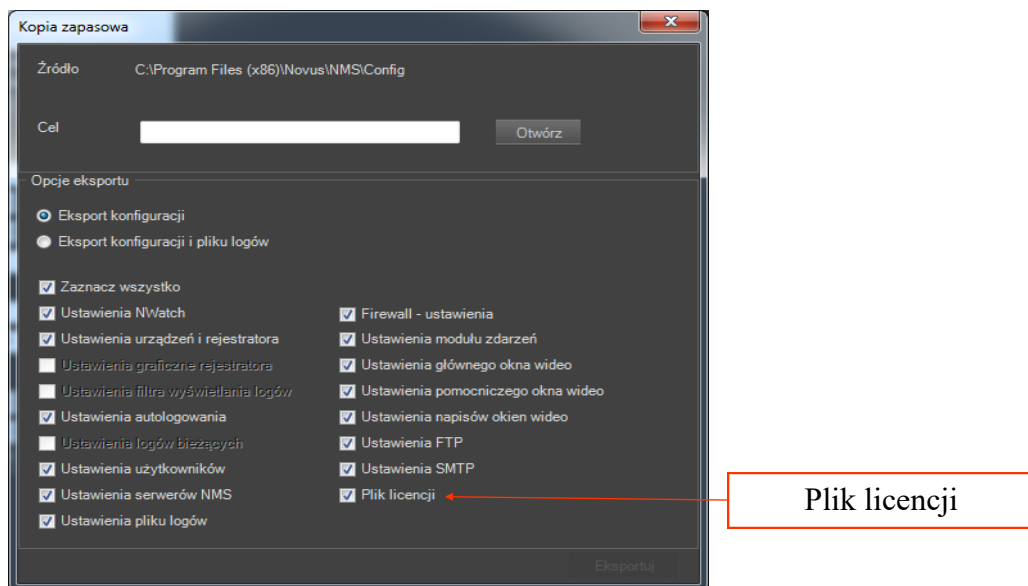 Kopia zapasowa
Źródło C:\Program Files (x86)\Novus\NMS\Config
Cel Otwórz
Opcje eksportu
Eksport konfiguracji
Eksport konfiguracji i pliku logów
Zaznacz wszystko
Ustawienia NWatch Firewall - ustawienia
Ustawienia urządzeń i rejestratora Ustawienia modułu zdarzeń
Ustawienia graficzne rejestratora Ustawienia głównego okna wideo
Ustawienia filtra wyświetlania logów Ustawienia pomocniczego okna wideo
Ustawienia autologowania Ustawienia napisów okien wideo
Ustawienia logów bieżących Ustawienia FTP
Ustawienia użytkowników Ustawienia SMTP
Ustawienia serwerów NMS Plik licencji Plik licencji
Ustawienia pliku logów
Eksportuj